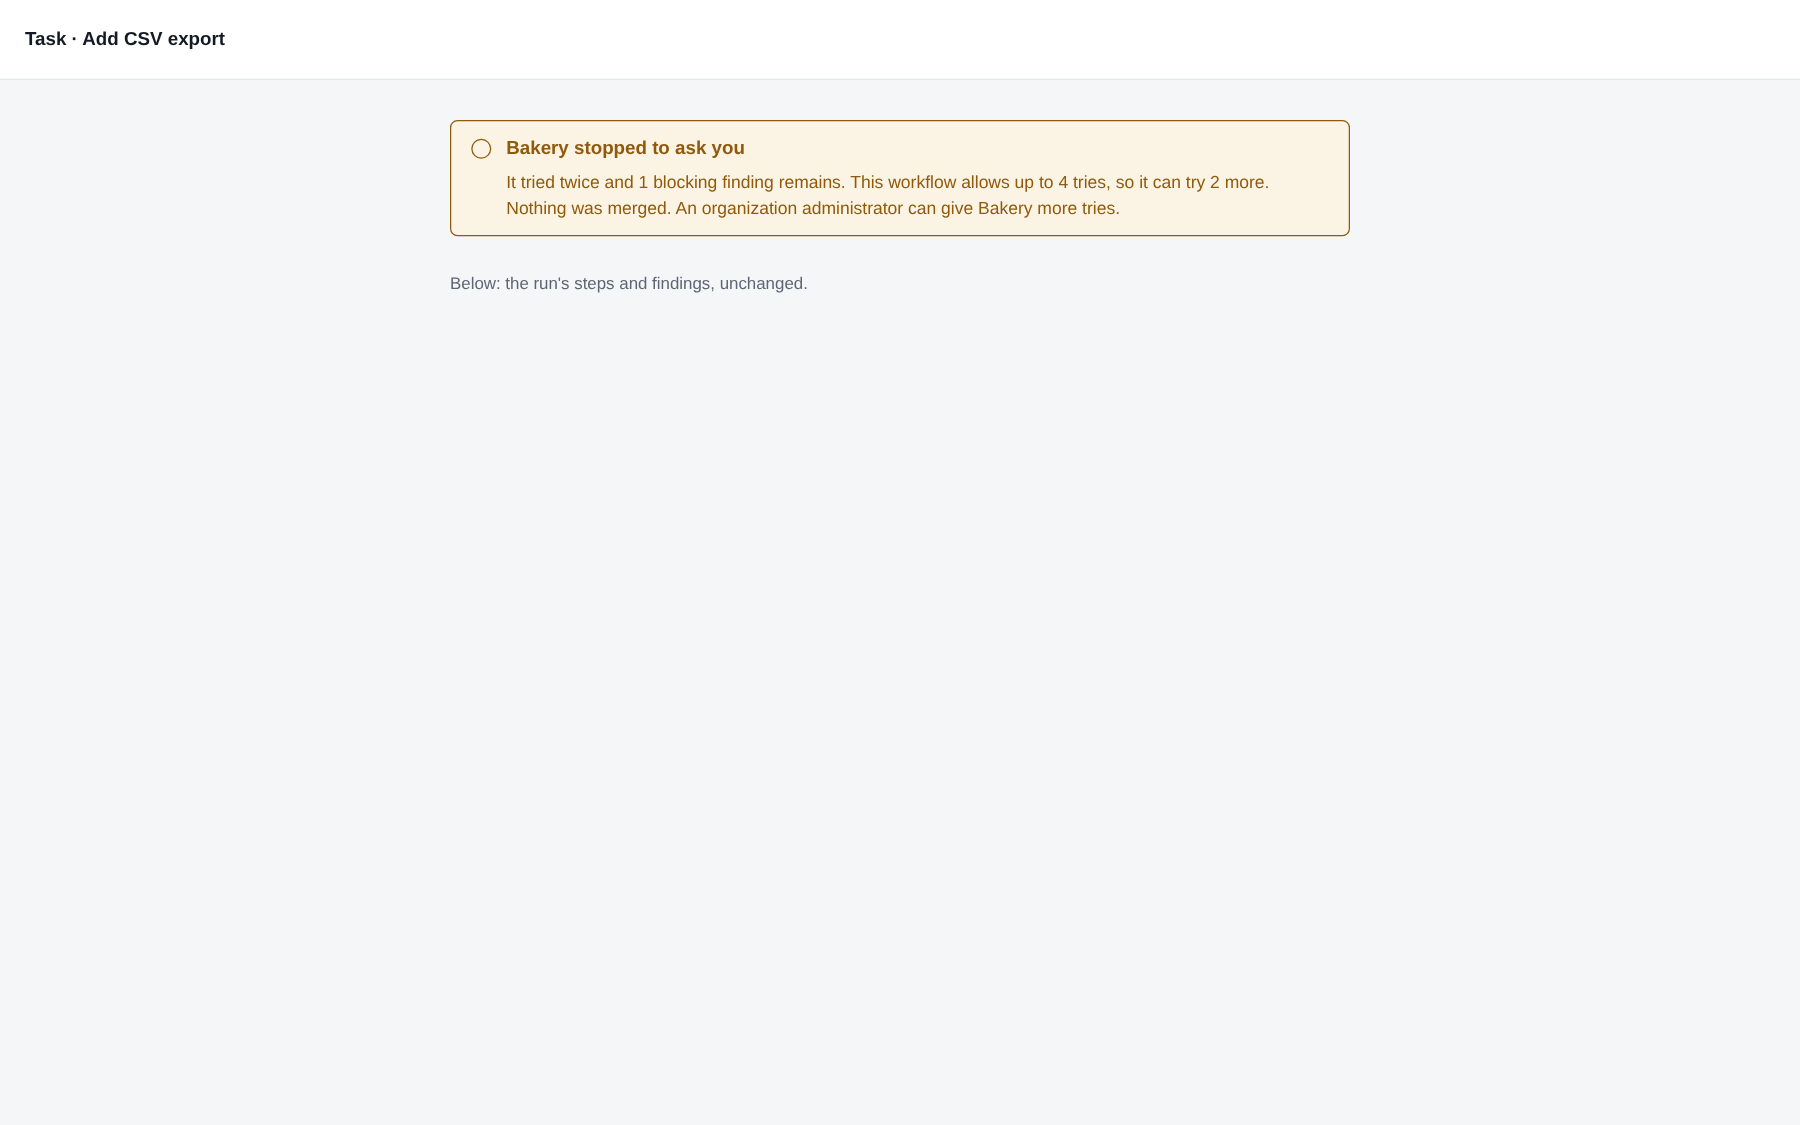 Task · Add CSV export
Bakery stopped to ask you
It tried twice and 1 blocking finding remains. This workflow allows up to 4 tries, so it can try 2 more.
Nothing was merged. An organization administrator can give Bakery more tries.
Below: the run's steps and findings, unchanged.